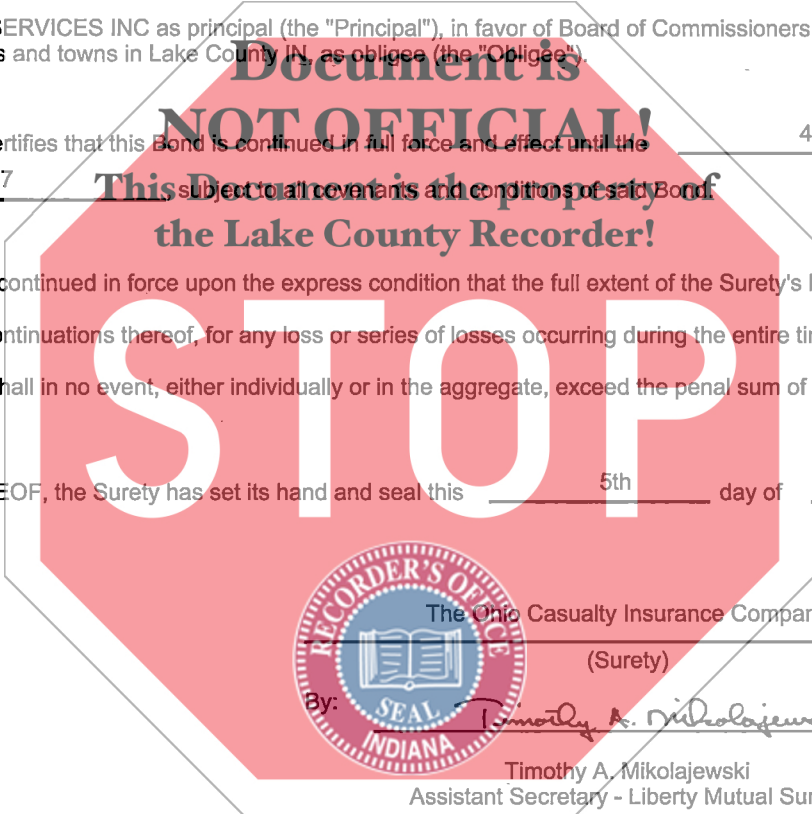 SERVICES INC as principal (the "Principal"), in favor of Board of Commissioners
s and towns in Lake County IN, as obligee (the "Obligee").
Document is
NOT OFFICIAL!
ertifies that this Bond is continued in full force and effect until the 4
7 , subject to all covenants and conditions of said Bond.
This Document is the property of
the Lake County Recorder!
continued in force upon the express condition that the full extent of the Surety's l
ntinuations thereof, for any loss or series of losses occurring during the entire ti
hall in no event, either individually or in the aggregate, exceed the penal sum of
STOP
EOF, the Surety has set its hand and seal this 5th day of
RECORDER'S OFFICE
SEAL
INDIANA
The Ohio Casualty Insurance Compan
(Surety)
By: Timothy A. Mikolajews
Timothy A. Mikolajewski
Assistant Secretary - Liberty Mutual Sur